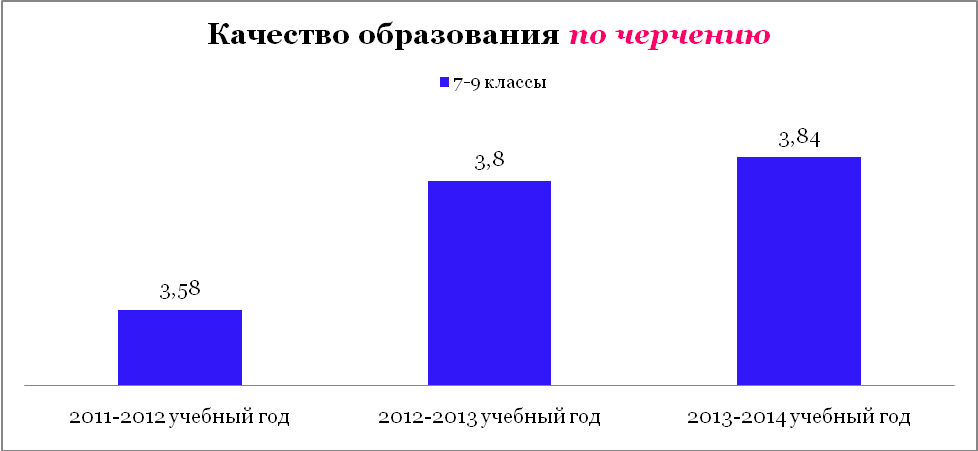 Качество образования по черчению
7-9 классы
3,58
3,8
3,84
2011-2012 учебный год
2012-2013 учебный год
2013-2014 учебный год